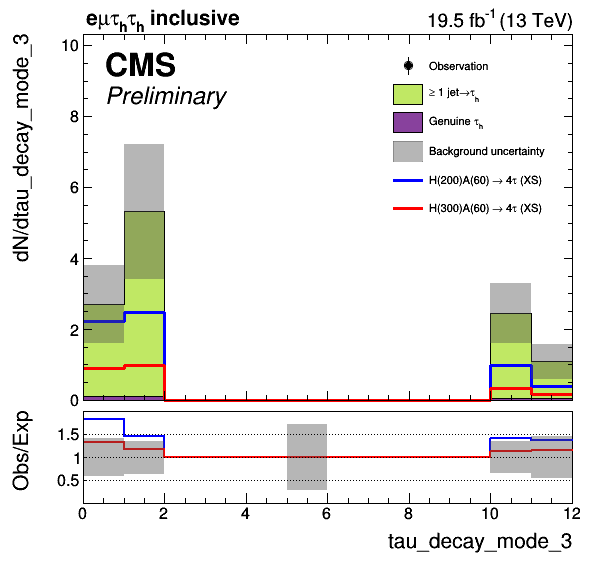 eμτhτh inclusive
19.5 fb⁻¹ (13 TeV)
CMS
Preliminary
Observation
≥ 1 jet→τh
Genuine τh
Background uncertainty
H(200)A(60) → 4τ (XS)
H(300)A(60) → 4τ (XS)
dN/dtau_decay_mode_3
10
8
6
4
2
0
Obs/Exp
1.5
1
0.5
0 2 4 6 8 10 12
tau_decay_mode_3